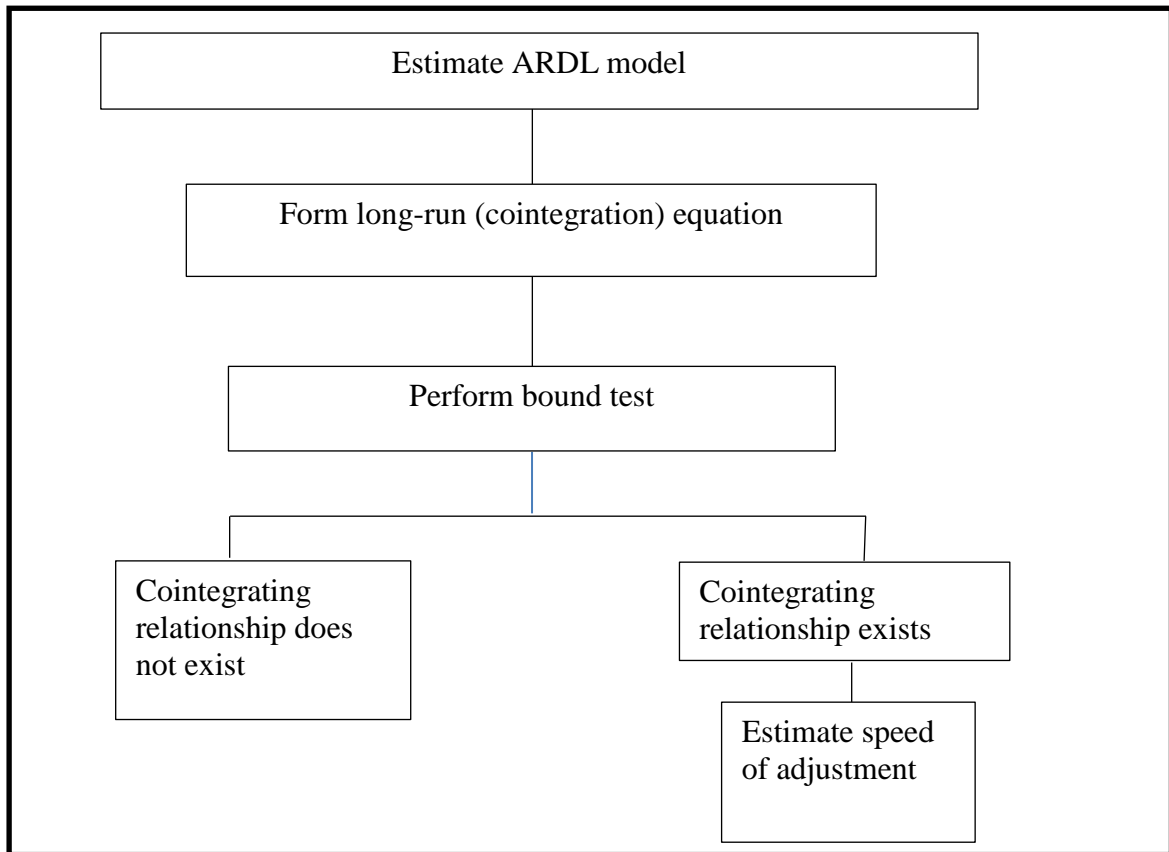 Estimate ARDL model
Form long-run (cointegration) equation
Perform bound test
Cointegrating
relationship does
not exist
Cointegrating
relationship exists
Estimate speed
of adjustment